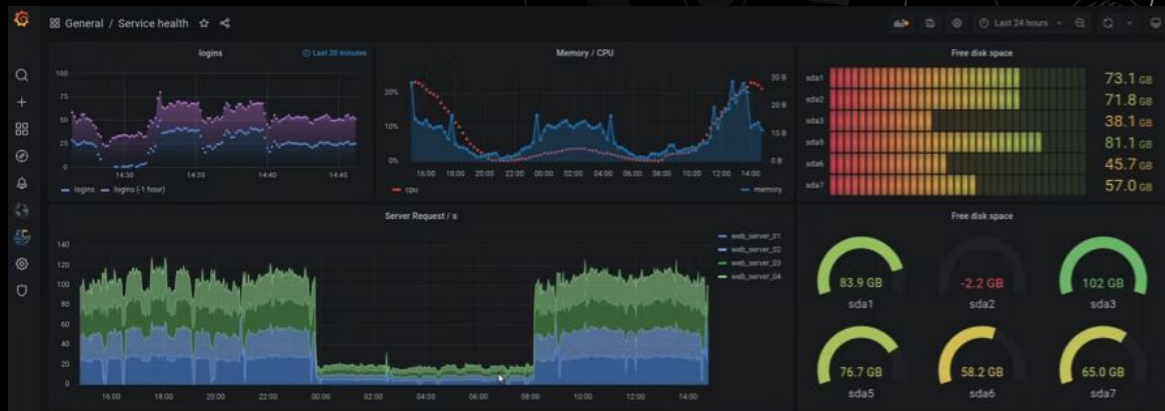 General / Service health
Last 24 hours
logins
Last 20 minutes
100
75
50
25
0
14:30
14:35
14:40
14:45
logins
logins (-1 hour)
Memory / CPU
20%
10%
0%
30 B
20 B
10 B
0 B
16:00 18:00 20:00 22:00 00:00 02:00 04:00 06:00 08:00 10:00 12:00 14:00
cpu
memory
Free disk space
sda1 73.1 GB
sda2 71.8 GB
sda3 38.1 GB
sda5 81.1 GB
sda6 45.7 GB
sda7 57.0 GB
Server Request / s
140
120
100
80
60
40
20
0
16:00 18:00 20:00 22:00 00:00 02:00 04:00 06:00 08:00 10:00 12:00 14:00
web_server_01
web_server_02
web_server_03
web_server_04
Free disk space
83.9 GB
sda1
-2.2 GB
sda2
102 GB
sda3
76.7 GB
sda5
58.2 GB
sda6
65.0 GB
sda7